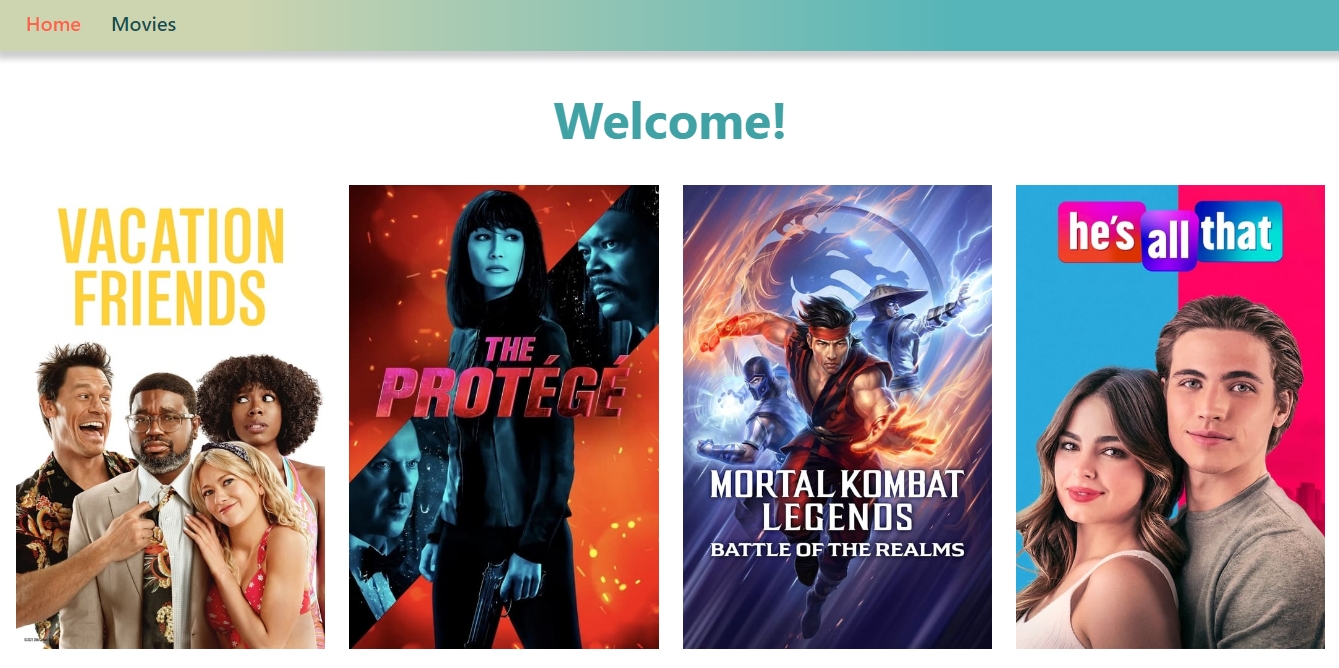 Home Movies
Welcome!
VACATION
FRIENDS
THE
PROTÉGÉ
MORTAL KOMBAT
LEGENDS
BATTLE OF THE REALMS
he's all that